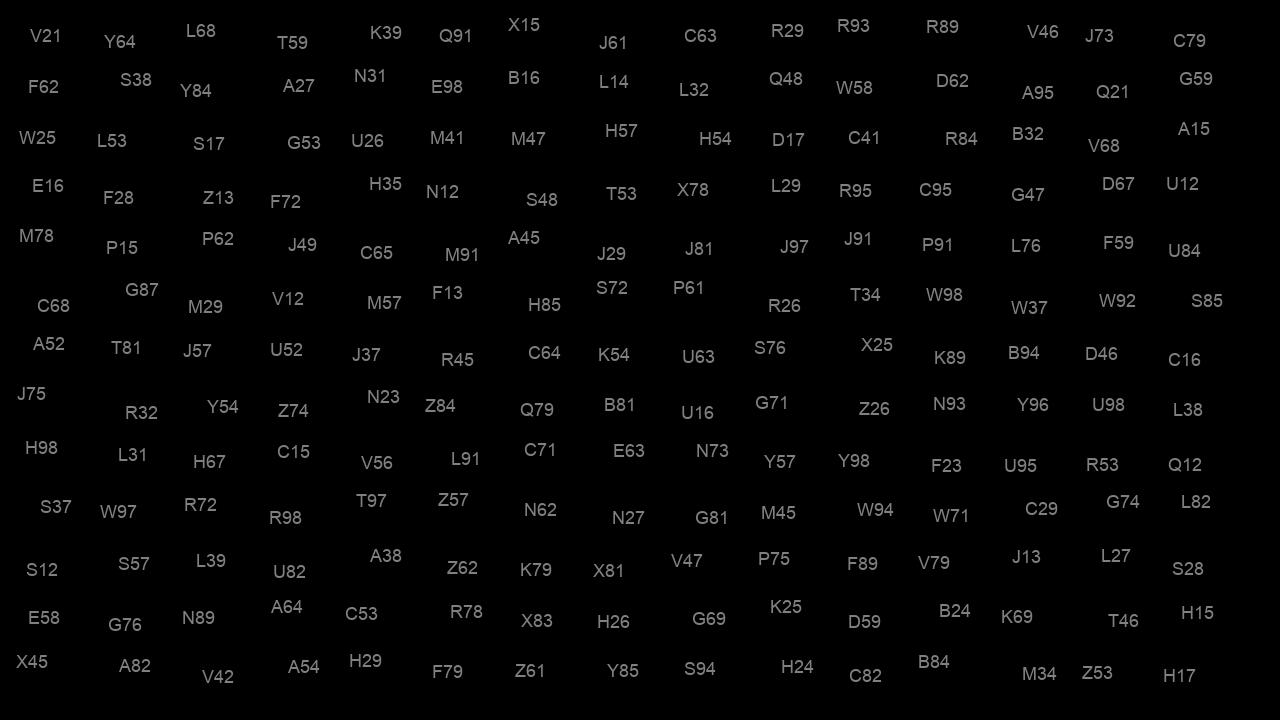 V21 Y64 L68 T59 K39 Q91 X15 J61 C63 R29 R93 R89 V46 J73 C79
F62 S38 Y84 A27 N31 E98 B16 L14 L32 Q48 W58 D62 A95 Q21 G59
W25 L53 S17 G53 U26 M41 M47 H57 H54 D17 C41 R84 B32 V68 A15
E16 F28 Z13 F72 H35 N12 S48 T53 X78 L29 R95 C95 G47 D67 U12
M78 P15 P62 J49 C65 M91 A45 J29 J81 J97 J91 P91 L76 F59 U84
C68 G87 M29 V12 M57 F13 H85 S72 P61 R26 T34 W98 W37 W92 S85
A52 T81 J57 U52 J37 R45 C64 K54 U63 S76 X25 K89 B94 D46 C16
J75 R32 Y54 Z74 N23 Z84 Q79 B81 U16 G71 Z26 N93 Y96 U98 L38
H98 L31 H67 C15 V56 L91 C71 E63 N73 Y57 Y98 F23 U95 R53 Q12
S37 W97 R72 R98 T97 Z57 N62 N27 G81 M45 W94 W71 C29 G74 L82
S12 S57 L39 U82 A38 Z62 K79 X81 V47 P75 F89 V79 J13 L27 S28
E58 G76 N89 A64 C53 R78 X83 H26 G69 K25 D59 B24 K69 T46 H15
X45 A82 V42 A54 H29 F79 Z61 Y85 S94 H24 C82 B84 M34 Z53 H17